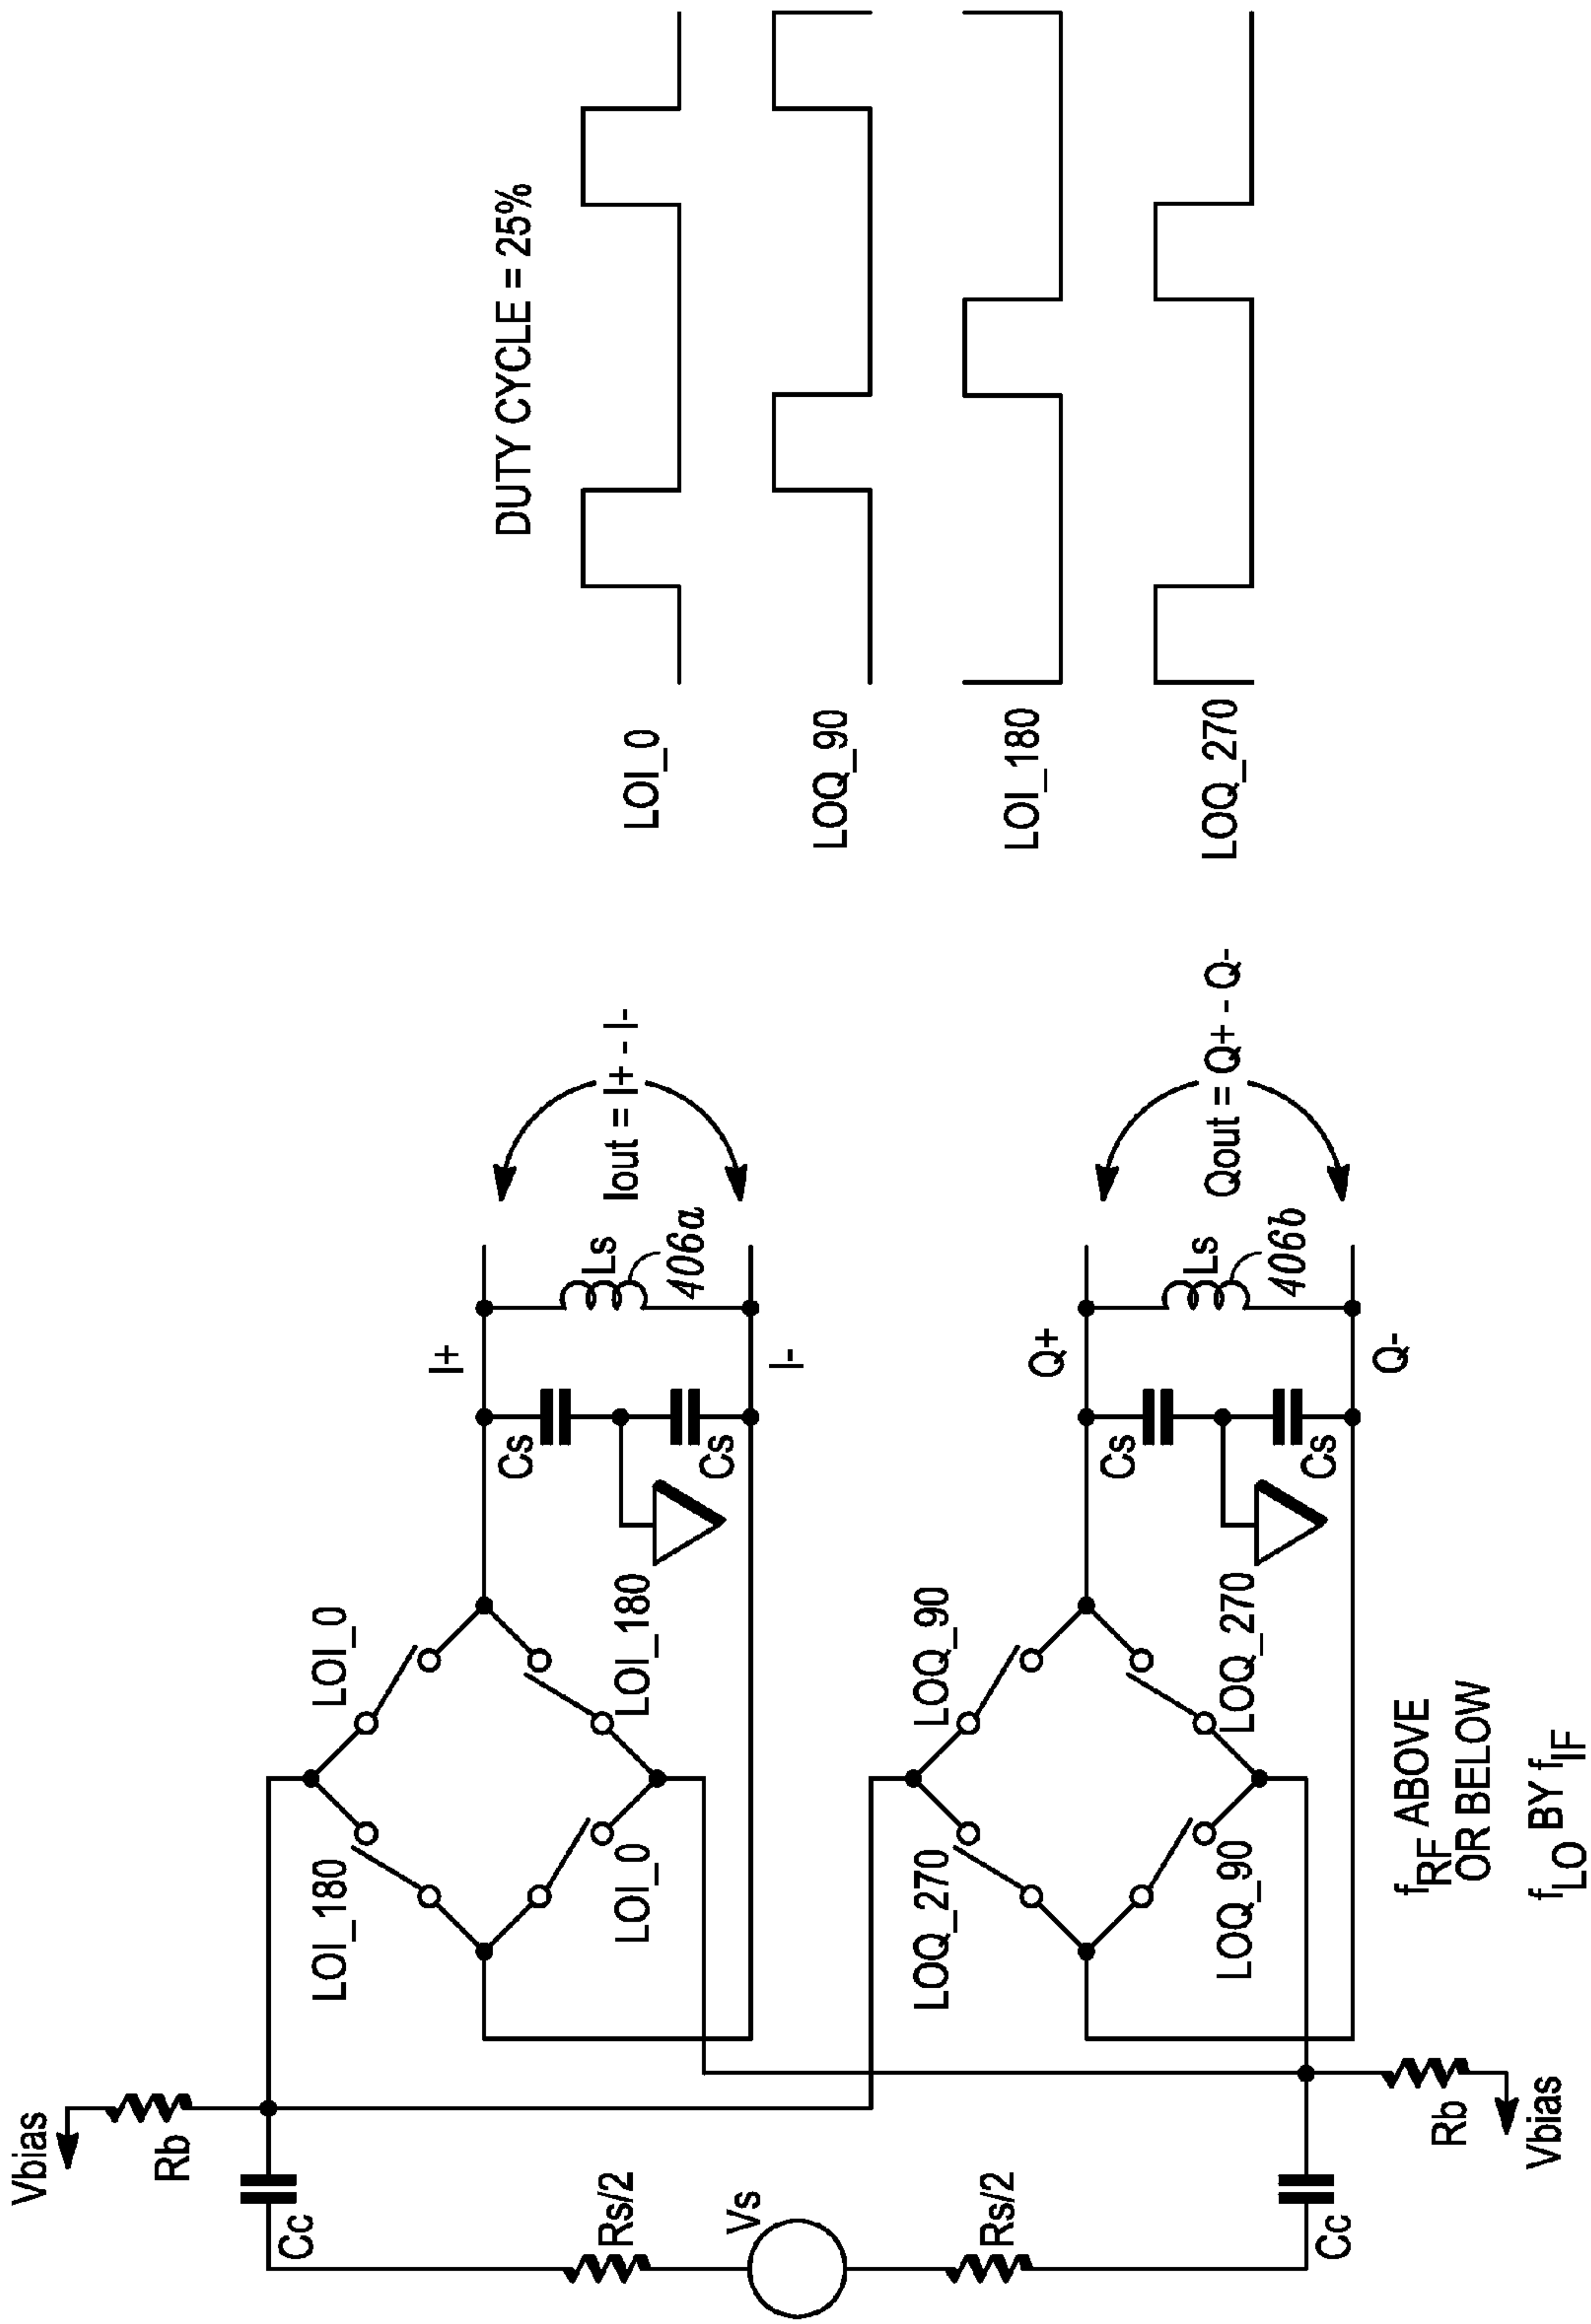 Vbias
Rb
Cc
Rs/2
Vs
Rs/2
Cc
Rb
Vbias
LOI_180
LOI_0
LOI_0
LOI_180
I+
I-
Cs
Cs
Ls
406a
Iout = I+ - I-
LOQ_270
LOQ_90
LOQ_90
LOQ_270
Q+
Q-
Cs
Cs
Ls
406b
Qout = Q+ - Q-
fRF ABOVE
OR BELOW
fLO BY fIF
DUTY CYCLE = 25%
LOI_0
LOQ_90
LOI_180
LOQ_270